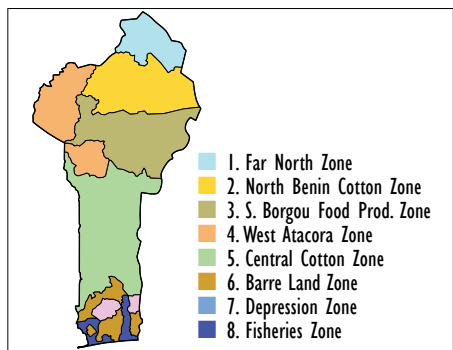 1. Far North Zone
2. North Benin Cotton Zone
3. S. Borgou Food Prod. Zone
4. West Atacora Zone
5. Central Cotton Zone
6. Barre Land Zone
7. Depression Zone
8. Fisheries Zone